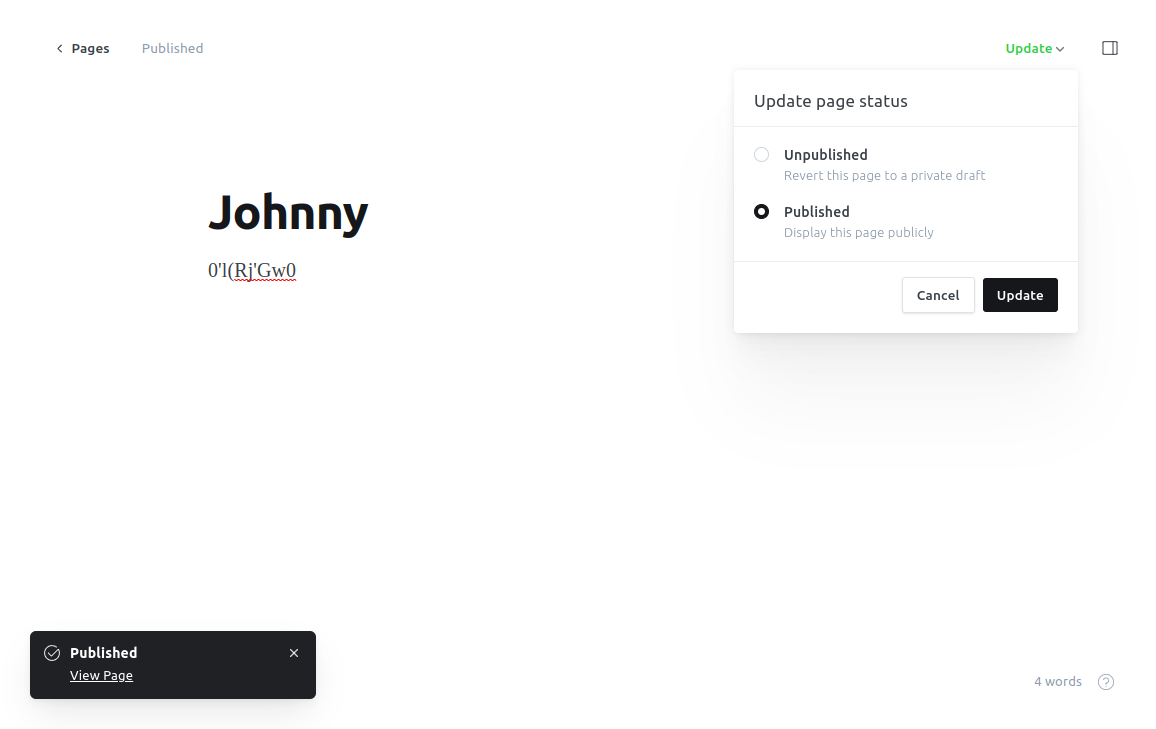 Pages
Published
Update
Update page status
Unpublished
Revert this page to a private draft
Published
Display this page publicly
Cancel
Update
Johnny
0'l(Rj'Gw0
Published
View Page
4 words
?